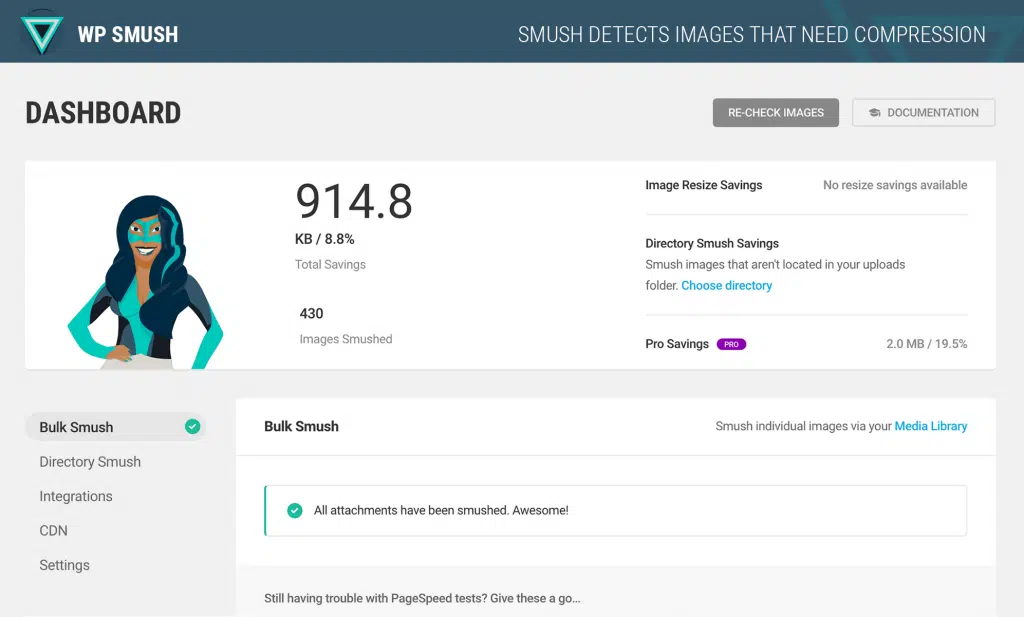 WP SMUSH
SMUSH DETECTS IMAGES THAT NEED COMPRESSION
DASHBOARD
RE-CHECK IMAGES
DOCUMENTATION
914.8
KB / 8.8%
Total Savings
430
Images Smushed
Image Resize Savings
No resize savings available
Directory Smush Savings
Smush images that aren't located in your uploads
folder. Choose directory
Pro Savings PRO
2.0 MB / 19.5%
Bulk Smush
Directory Smush
Integrations
CDN
Settings
Bulk Smush
Smush individual images via your Media Library
All attachments have been smushed. Awesome!
Still having trouble with PageSpeed tests? Give these a go...